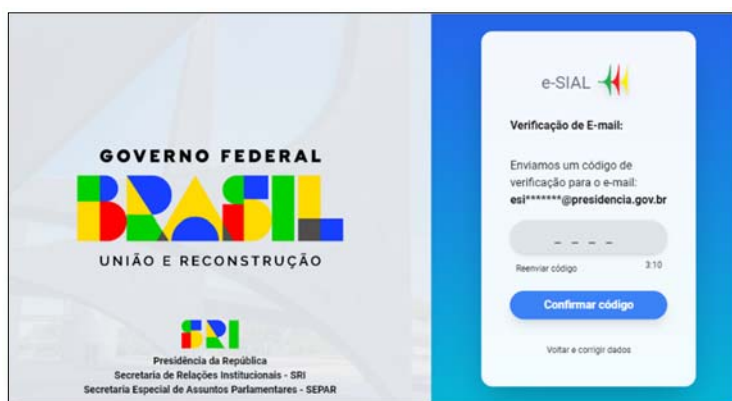 GOVERNO FEDERAL
BRASIL
UNIÃO E RECONSTRUÇÃO
SRI
Presidência da República
Secretaria de Relações Institucionais - SRI
Secretaria Especial de Assuntos Parlamentares - SEPAR
e-SIAL
Verificação de E-mail:
Enviamos um código de
verificação para o e-mail:
esi*******@presidencia.gov.br
_ _ _ _
Reenviar código 3:10
Confirmar código
Voltar e corrigir dados